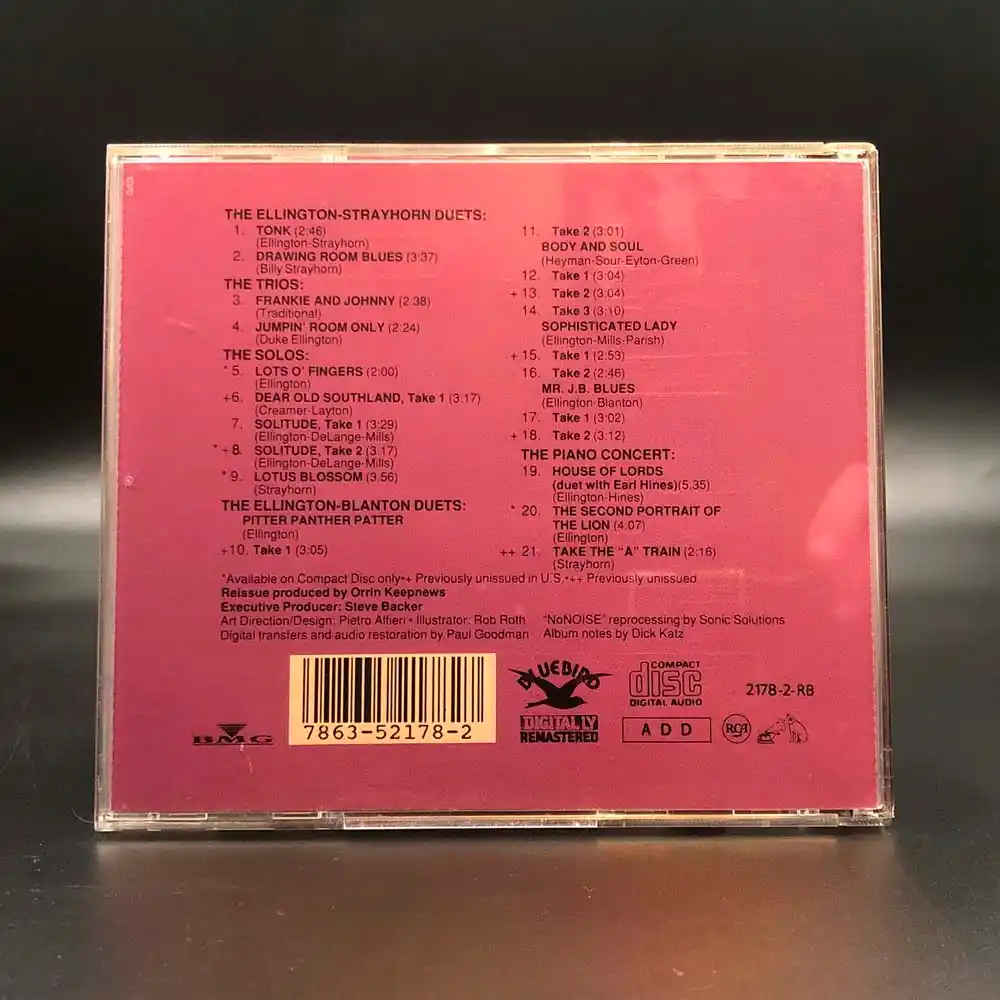 THE ELLINGTON-STRAYHORN DUETS:
1. TONK (2:46)
(Ellington-Strayhorn)
2. DRAWING ROOM BLUES (3:37)
(Billy Strayhorn)
THE TRIOS:
3. FRANKIE AND JOHNNY (2:38)
(Traditional)
4. JUMPIN' ROOM ONLY (2:24)
(Duke Ellington)
THE SOLOS:
*5. LOTS O' FINGERS (2:00)
(Ellington)
+6. DEAR OLD SOUTHLAND, Take 1 (3:17)
(Creamer-Layton)
7. SOLITUDE, Take 1 (3:29)
(Ellington-DeLange-Mills)
*+8. SOLITUDE, Take 2 (3:17)
(Ellington-DeLange-Mills)
*9. LOTUS BLOSSOM (3:56)
(Strayhorn)
THE ELLINGTON-BLANTON DUETS:
PITTER PANTHER PATTER
(Ellington)
+10. Take 1 (3:05)
11. Take 2 (3:01)
BODY AND SOUL
(Heyman-Sour-Eyton-Green)
12. Take 1 (3:04)
+13. Take 2 (3:04)
14. Take 3 (3:10)
SOPHISTICATED LADY
(Ellington-Mills-Parish)
+15. Take 1 (2:53)
16. Take 2 (2:46)
MR. J.B. BLUES
(Ellington-Blanton)
17. Take 1 (3:02)
+18. Take 2 (3:12)
THE PIANO CONCERT:
19. HOUSE OF LORDS
(duet with Earl Hines)(5.35)
(Ellington-Hines)
*20. THE SECOND PORTRAIT OF
THE LION (4.07)
(Ellington)
++21. TAKE THE "A" TRAIN (2:16)
(Strayhorn)
*Available on Compact Disc only•+ Previously unissued in U.S.•++ Previously unissued
Reissue produced by Orrin Keepnews
Executive Producer: Steve Backer
Art Direction/Design: Pietro Alfieri • Illustrator: Rob Roth
Digital transfers and audio restoration by Paul Goodman
"NoNOISE" reprocessing by Sonic Solutions
Album notes by Dick Katz
BMG
7863-52178-2
BLUEBIRD
DIGITALLY
REMASTERED
COMPACT
disc
DIGITAL AUDIO
2178-2-RB
ADD
RCA